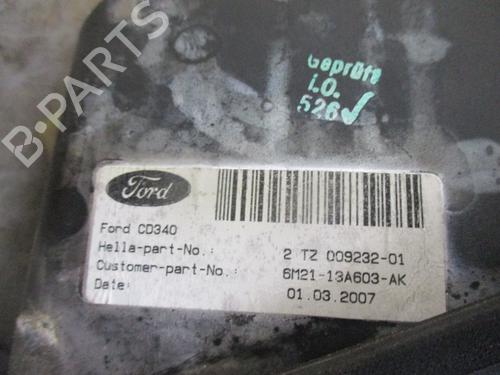 B-PARTS
Geprüft
i.O.
526✓
Ford
Ford CD340
Hella-part-No.: 2 TZ 009232-01
Customer-part-No.: 6M21-13A603-AK
Date: 01.03.2007